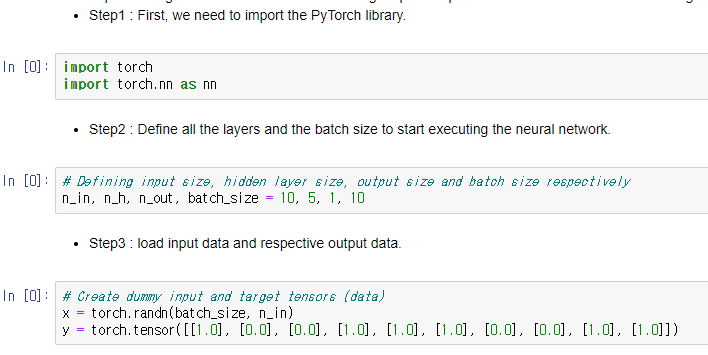 • Step1 : First, we need to import the PyTorch library.
In [0]: import torch
import torch.nn as nn
• Step2 : Define all the layers and the batch size to start executing the neural network.
In [0]: # Defining input size, hidden layer size, output size and batch size respectively
n_in, n_h, n_out, batch_size = 10, 5, 1, 10
• Step3 : load input data and respective output data.
In [0]: # Create dummy input and target tensors (data)
x = torch.randn(batch_size, n_in)
y = torch.tensor([[1.0], [0.0], [0.0], [1.0], [1.0], [1.0], [0.0], [0.0], [1.0], [1.0]])